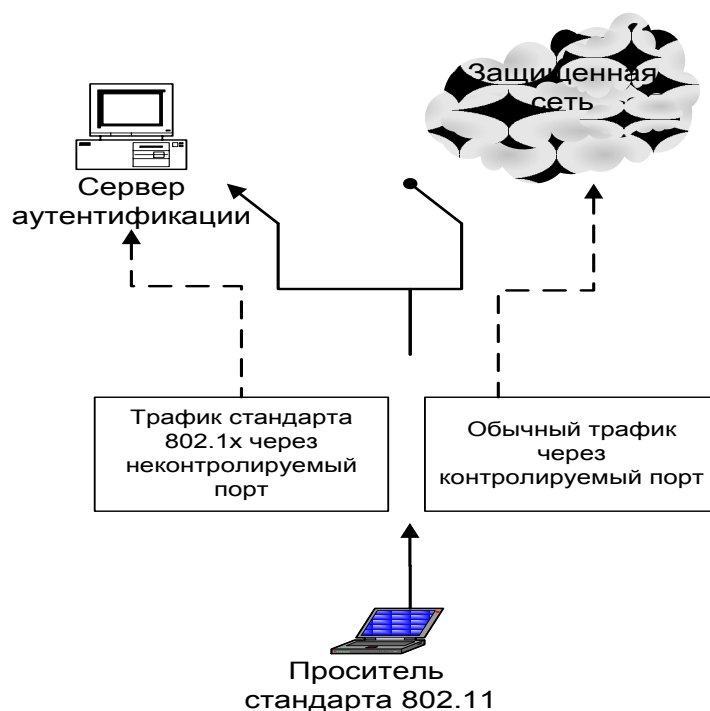 Защищенная
сеть
Сервер
аутентификации
Трафик стандарта
802.1х через
неконтролируемый
порт
Обычный трафик
через
контролируемый порт
Проситель
стандарта 802.11